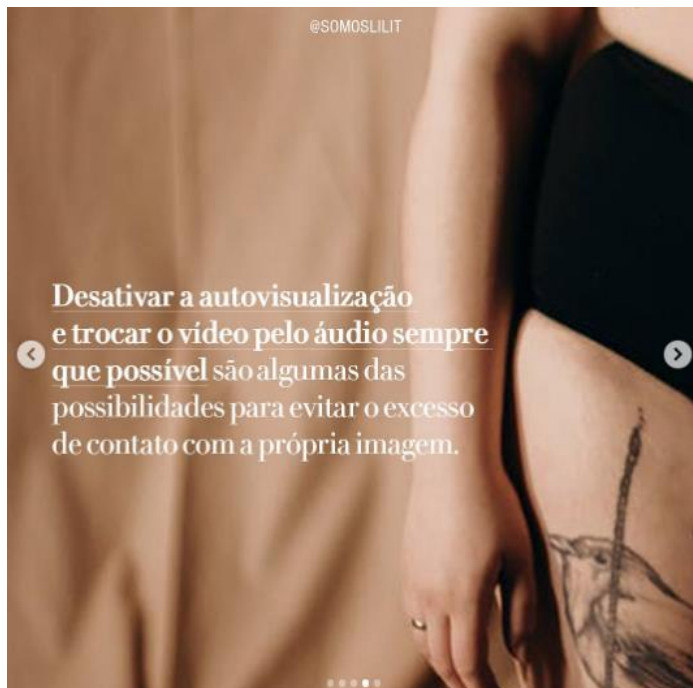 @SOMOSLILIT
Desativar a autovisualização
e trocar o vídeo pelo áudio sempre
que possível são algumas das
possibilidades para evitar o excesso
de contato com a própria imagem.